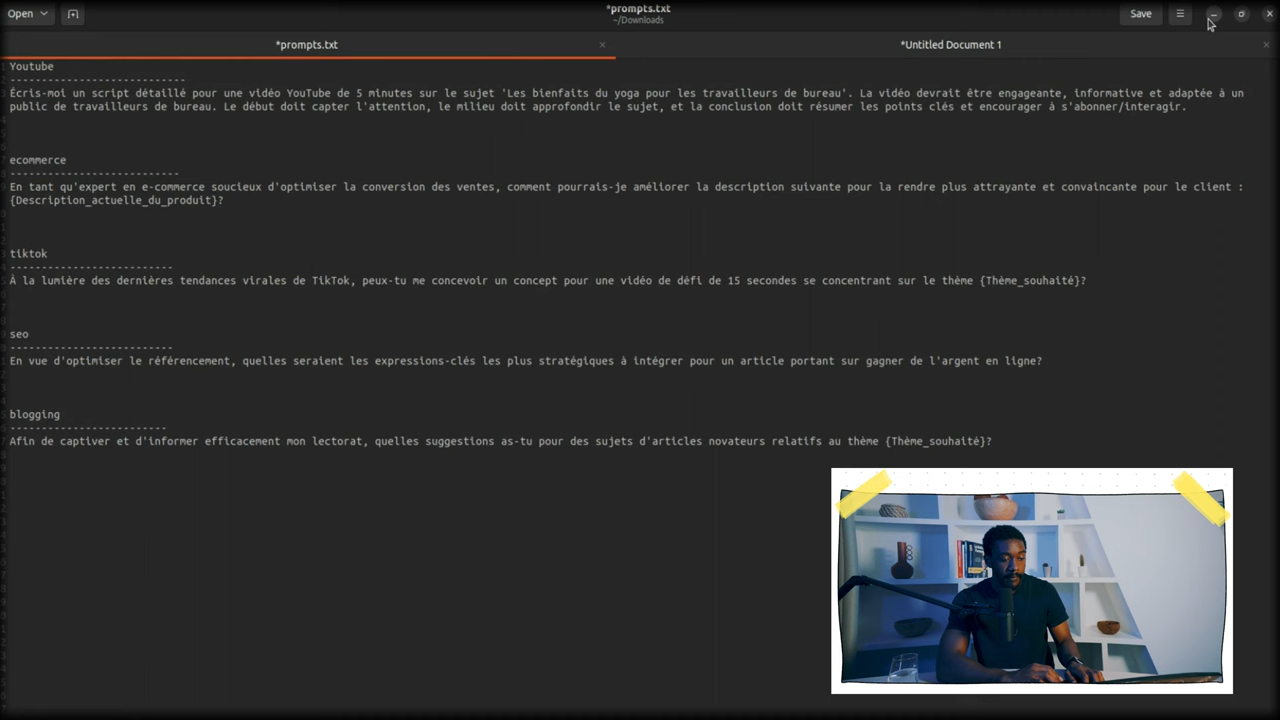 Open
*prompts.txt
~/Downloads
Save
*prompts.txt
*Untitled Document 1
Youtube
---------------------------
Écris-moi un script détaillé pour une vidéo YouTube de 5 minutes sur le sujet 'Les bienfaits du yoga pour les travailleurs de bureau'. La vidéo devrait être engageante, informative et adaptée à un
public de travailleurs de bureau. Le début doit capter l'attention, le milieu doit approfondir le sujet, et la conclusion doit résumer les points clés et encourager à s'abonner/interagir.
ecommerce
--------------------------
En tant qu'expert en e-commerce soucieux d'optimiser la conversion des ventes, comment pourrais-je améliorer la description suivante pour la rendre plus attrayante et convaincante pour le client :
{Description_actuelle_du_produit}?
tiktok
-------------------------
À la lumière des dernières tendances virales de TikTok, peux-tu me concevoir un concept pour une vidéo de défi de 15 secondes se concentrant sur le thème {Thème_souhaité}?
seo
-------------------------
En vue d'optimiser le référencement, quelles seraient les expressions-clés les plus stratégiques à intégrer pour un article portant sur gagner de l'argent en ligne?
blogging
------------------------
Afin de captiver et d'informer efficacement mon lectorat, quelles suggestions as-tu pour des sujets d'articles novateurs relatifs au thème {Thème_souhaité}?